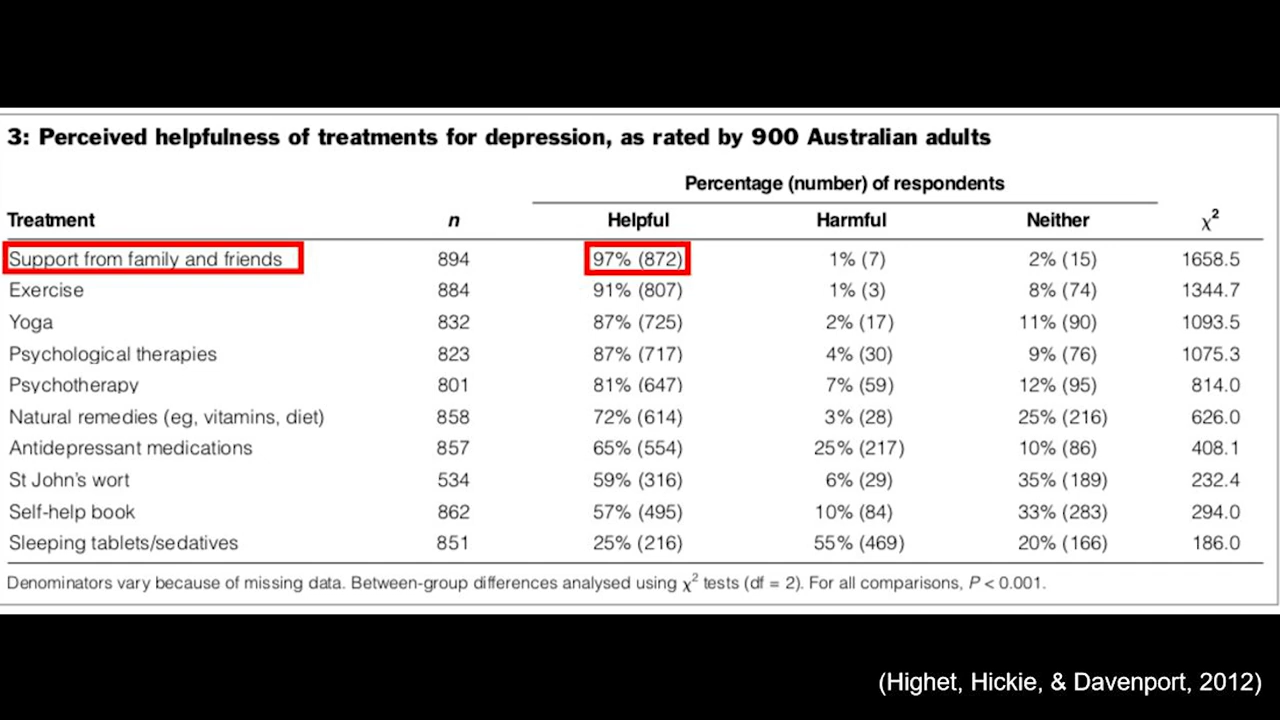 3: Perceived helpfulness of treatments for depression, as rated by 900 Australian adults
Percentage (number) of respondents
Treatment n Helpful Harmful Neither χ²
Support from family and friends 894 97% (872) 1% (7) 2% (15) 1658.5
Exercise 884 91% (807) 1% (3) 8% (74) 1344.7
Yoga 832 87% (725) 2% (17) 11% (90) 1093.5
Psychological therapies 823 87% (717) 4% (30) 9% (76) 1075.3
Psychotherapy 801 81% (647) 7% (59) 12% (95) 814.0
Natural remedies (eg, vitamins, diet) 858 72% (614) 3% (28) 25% (216) 626.0
Antidepressant medications 857 65% (554) 25% (217) 10% (86) 408.1
St John's wort 534 59% (316) 6% (29) 35% (189) 232.4
Self-help book 862 57% (495) 10% (84) 33% (283) 294.0
Sleeping tablets/sedatives 851 25% (216) 55% (469) 20% (166) 186.0
Denominators vary because of missing data. Between-group differences analysed using χ² tests (df = 2). For all comparisons, P < 0.001.
(Highet, Hickie, & Davenport, 2012)